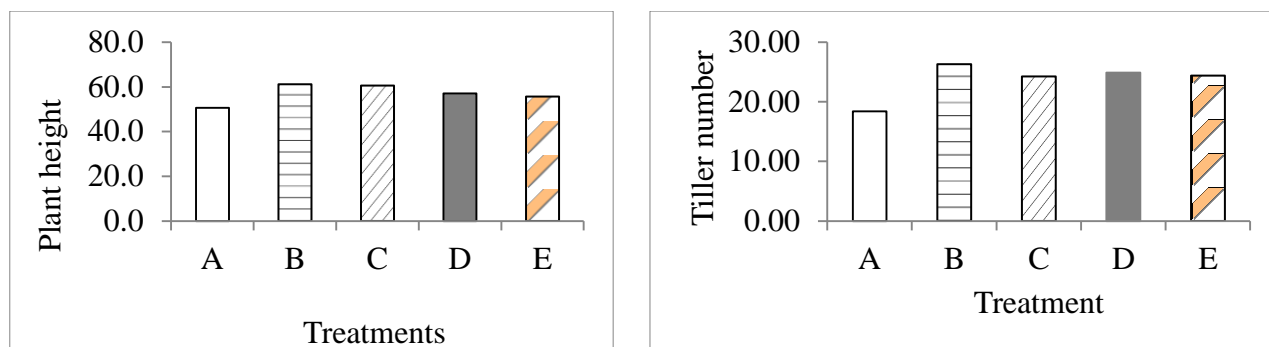 80.0
60.0
40.0
20.0
0.0
Plant height
A B C D E
Treatments
30.00
20.00
10.00
0.00
Tiller number
A B C D E
Treatment